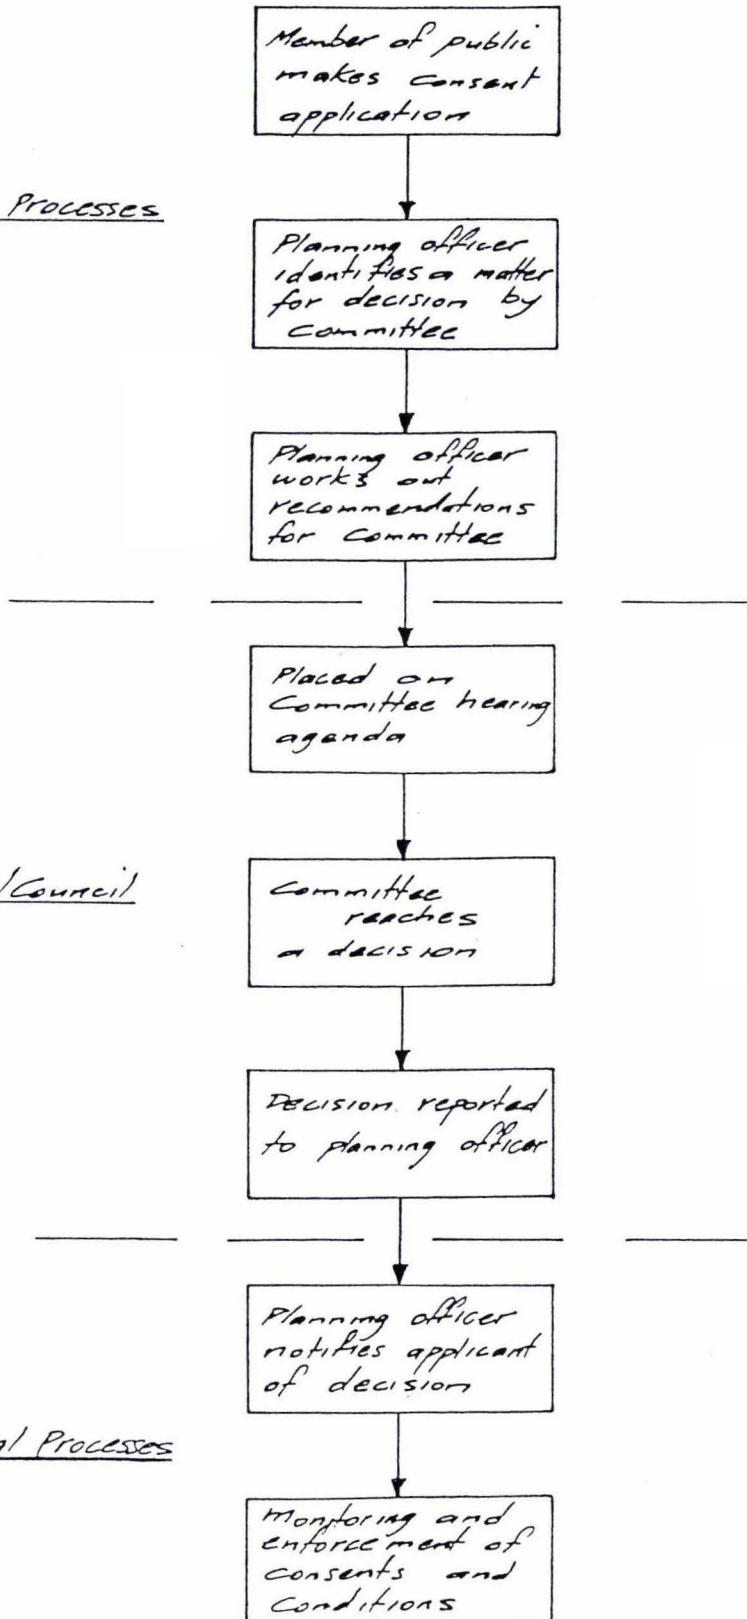 Member of public
makes consent
application
Processes
Planning officer
identifies a matter
for decision by
Committee
Planning officer
works out
recommendations
for Committee
Placed on
Committee hearing
agenda
l/Council
Committee
reaches
a decision
Decision reported
to planning officer
Planning officer
notifies applicant
of decision
al Processes
Monitoring and
enforcement of
consents and
Conditions